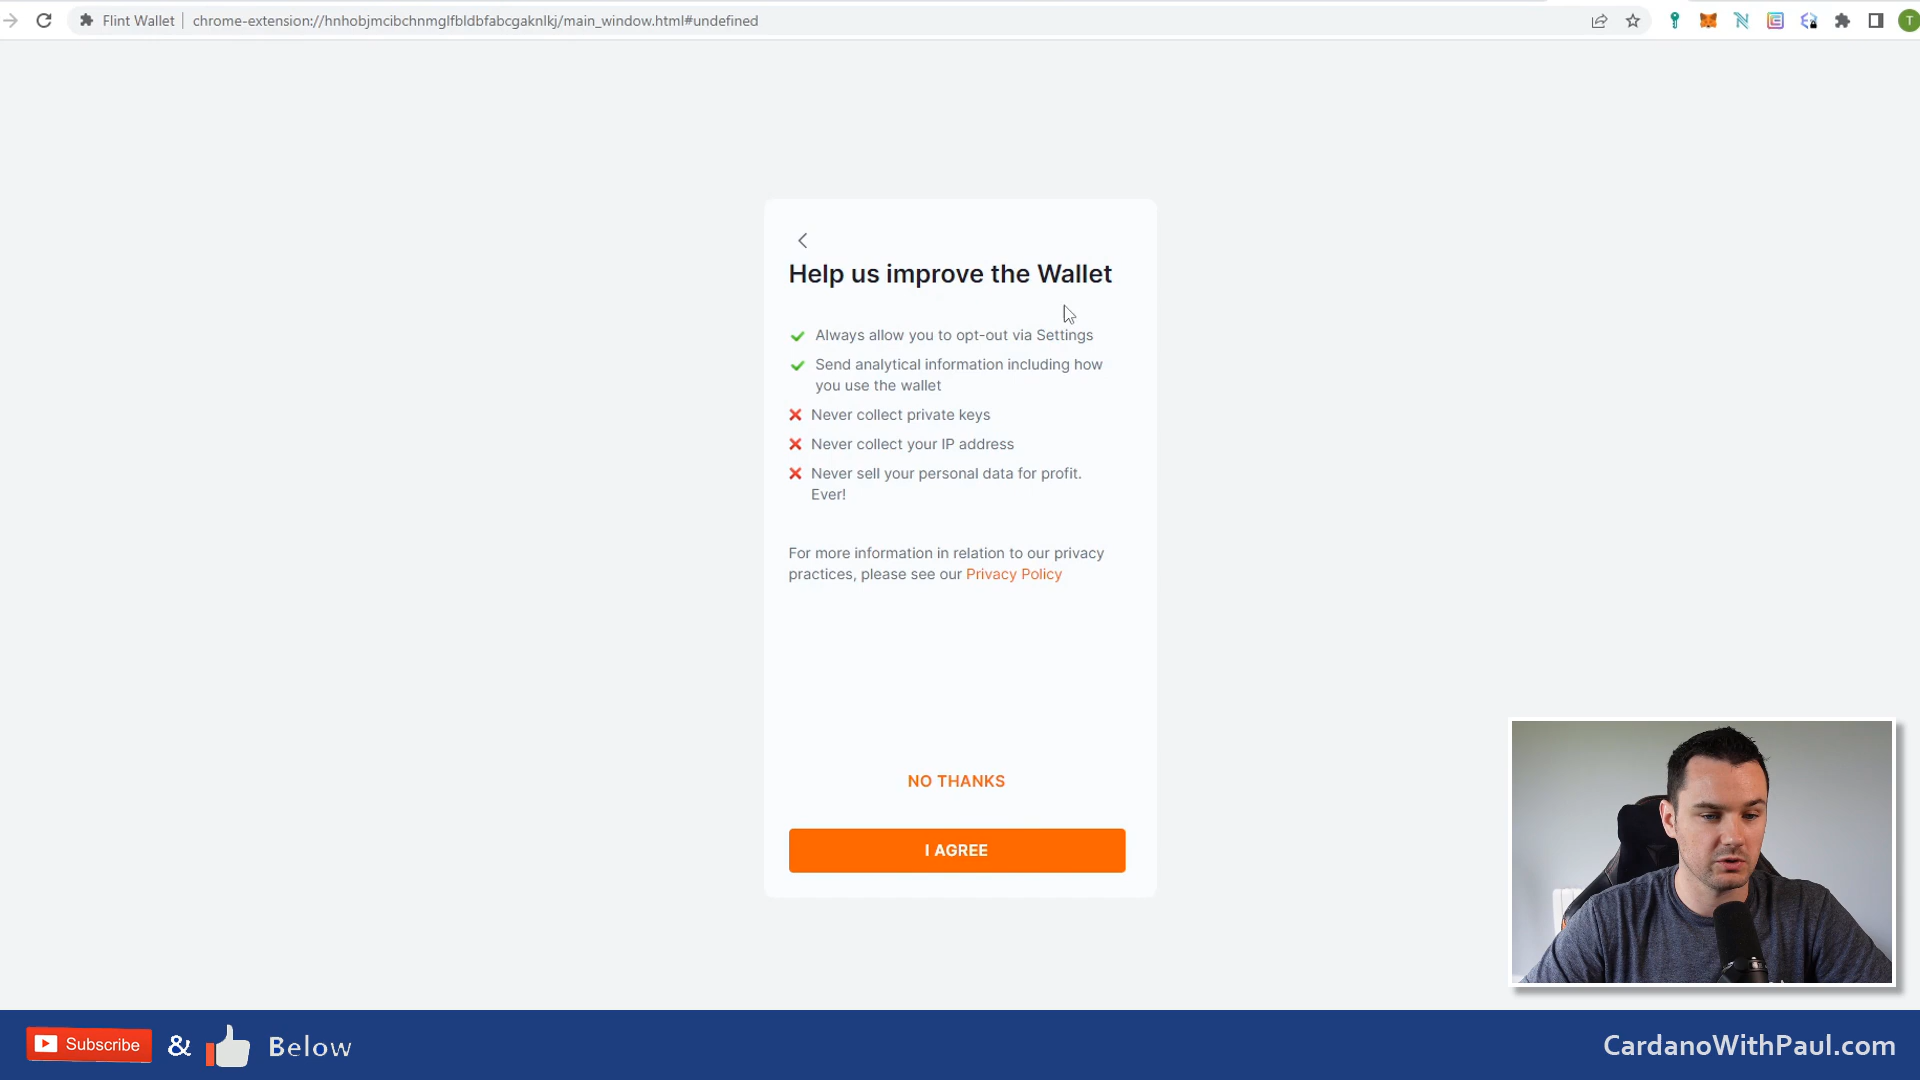 Flint Wallet
chrome-extension://hnhobjmcibchnmglfbldbfabcgaknlkj/main_window.html#undefined
T
Help us improve the Wallet
Always allow you to opt-out via Settings
Send analytical information including how
you use the wallet
Never collect private keys
Never collect your IP address
Never sell your personal data for profit.
Ever!
For more information in relation to our privacy
practices, please see our Privacy Policy
NO THANKS
I AGREE
Subscribe & Below
CardanoWithPaul.com